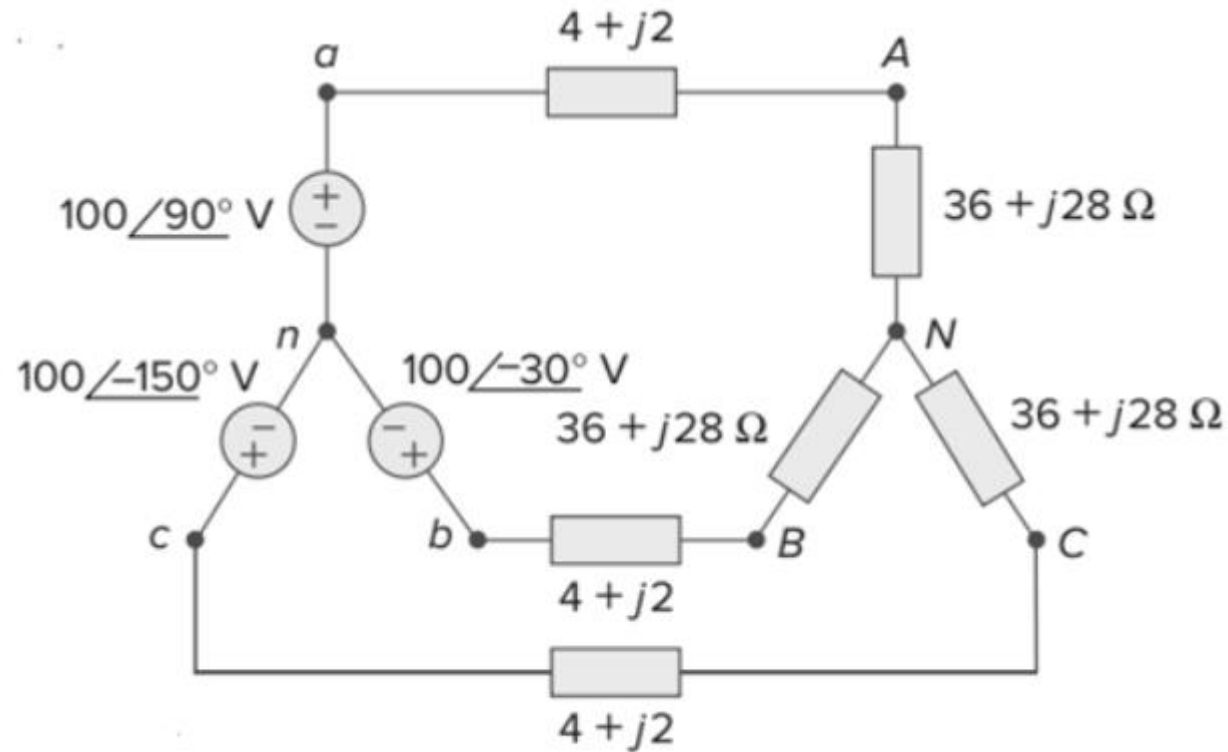 4 + j2
a
A
+
−
100∠90° V
36 + j28 Ω
n
N
100∠−150° V
100∠−30° V
−
+
−
+
36 + j28 Ω
36 + j28 Ω
c
b
B
C
4 + j2
4 + j2